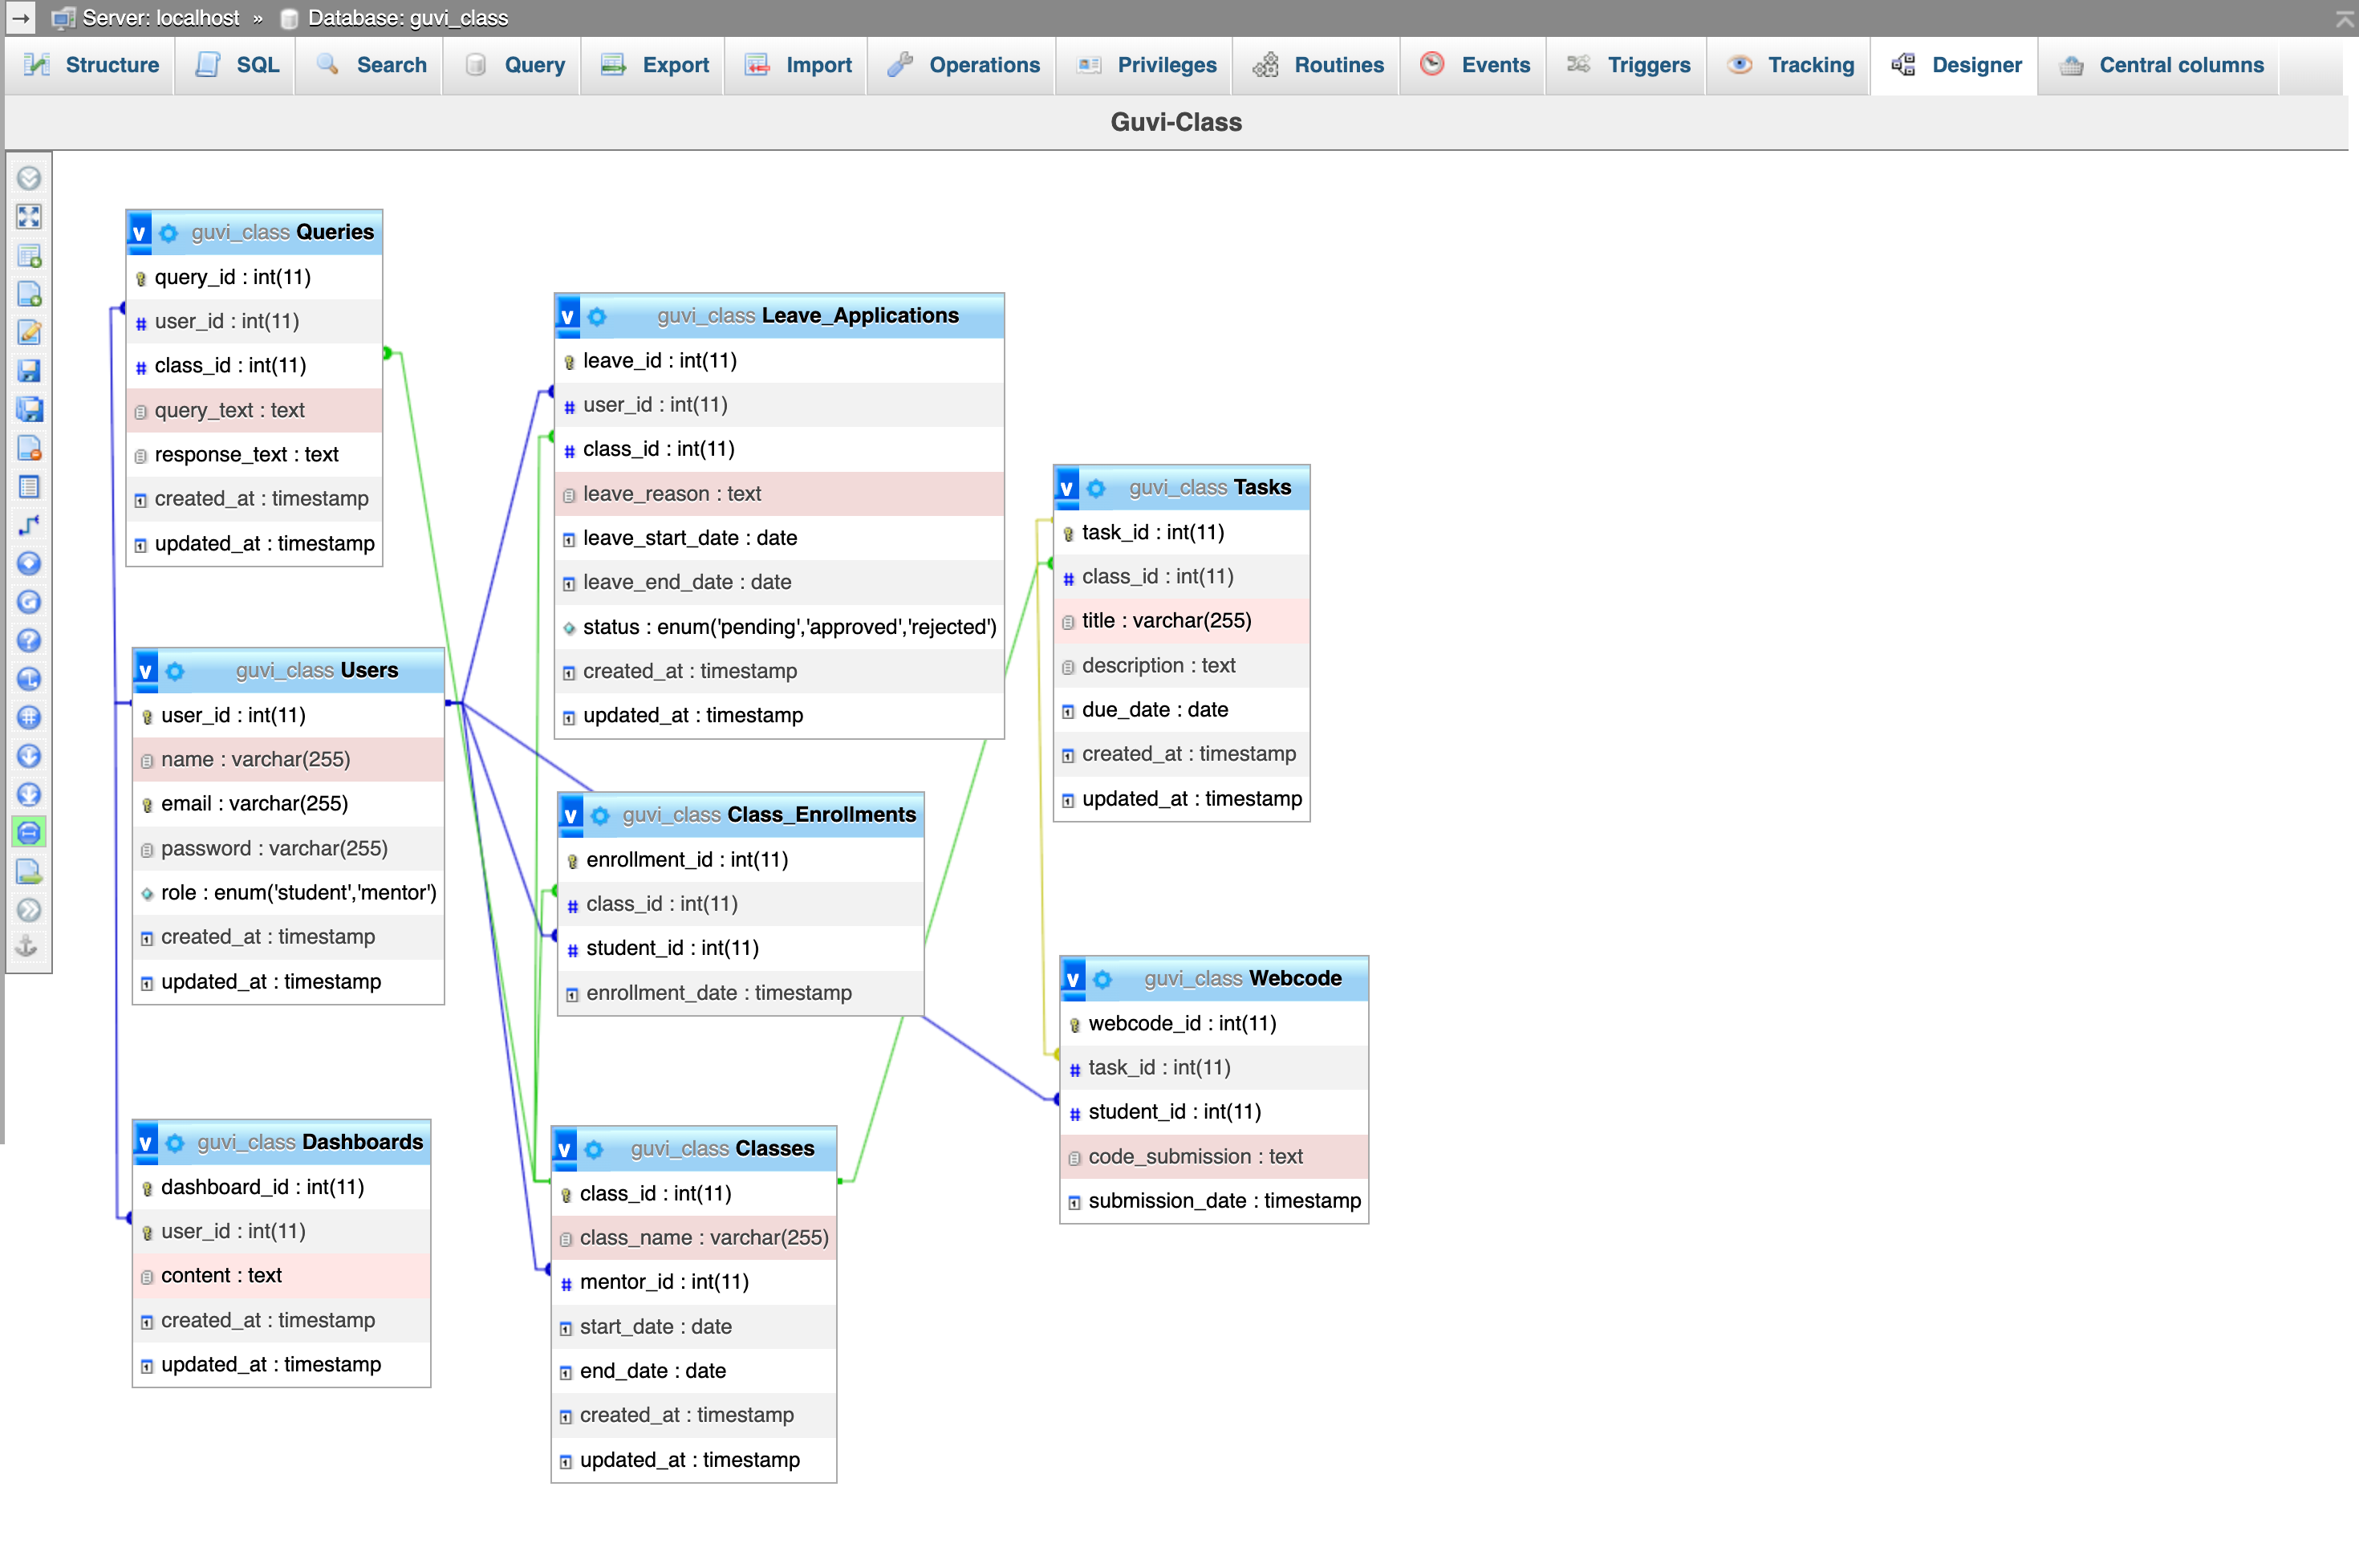 Server: localhost » Database: guvi_class
Structure SQL Search Query Export Import Operations Privileges Routines Events Triggers Tracking Designer Central columns
Guvi-Class
v guvi_class Queries
query_id : int(11)
# user_id : int(11)
# class_id : int(11)
query_text : text
response_text : text
created_at : timestamp
updated_at : timestamp
v guvi_class Users
user_id : int(11)
name : varchar(255)
email : varchar(255)
password : varchar(255)
role : enum('student','mentor')
created_at : timestamp
updated_at : timestamp
v guvi_class Dashboards
dashboard_id : int(11)
user_id : int(11)
content : text
created_at : timestamp
updated_at : timestamp
v guvi_class Leave_Applications
leave_id : int(11)
# user_id : int(11)
# class_id : int(11)
leave_reason : text
leave_start_date : date
leave_end_date : date
status : enum('pending','approved','rejected')
created_at : timestamp
updated_at : timestamp
v guvi_class Class_Enrollments
enrollment_id : int(11)
# class_id : int(11)
# student_id : int(11)
enrollment_date : timestamp
v guvi_class Classes
class_id : int(11)
class_name : varchar(255)
# mentor_id : int(11)
start_date : date
end_date : date
created_at : timestamp
updated_at : timestamp
v guvi_class Tasks
task_id : int(11)
# class_id : int(11)
title : varchar(255)
description : text
due_date : date
created_at : timestamp
updated_at : timestamp
v guvi_class Webcode
webcode_id : int(11)
# task_id : int(11)
# student_id : int(11)
code_submission : text
submission_date : timestamp